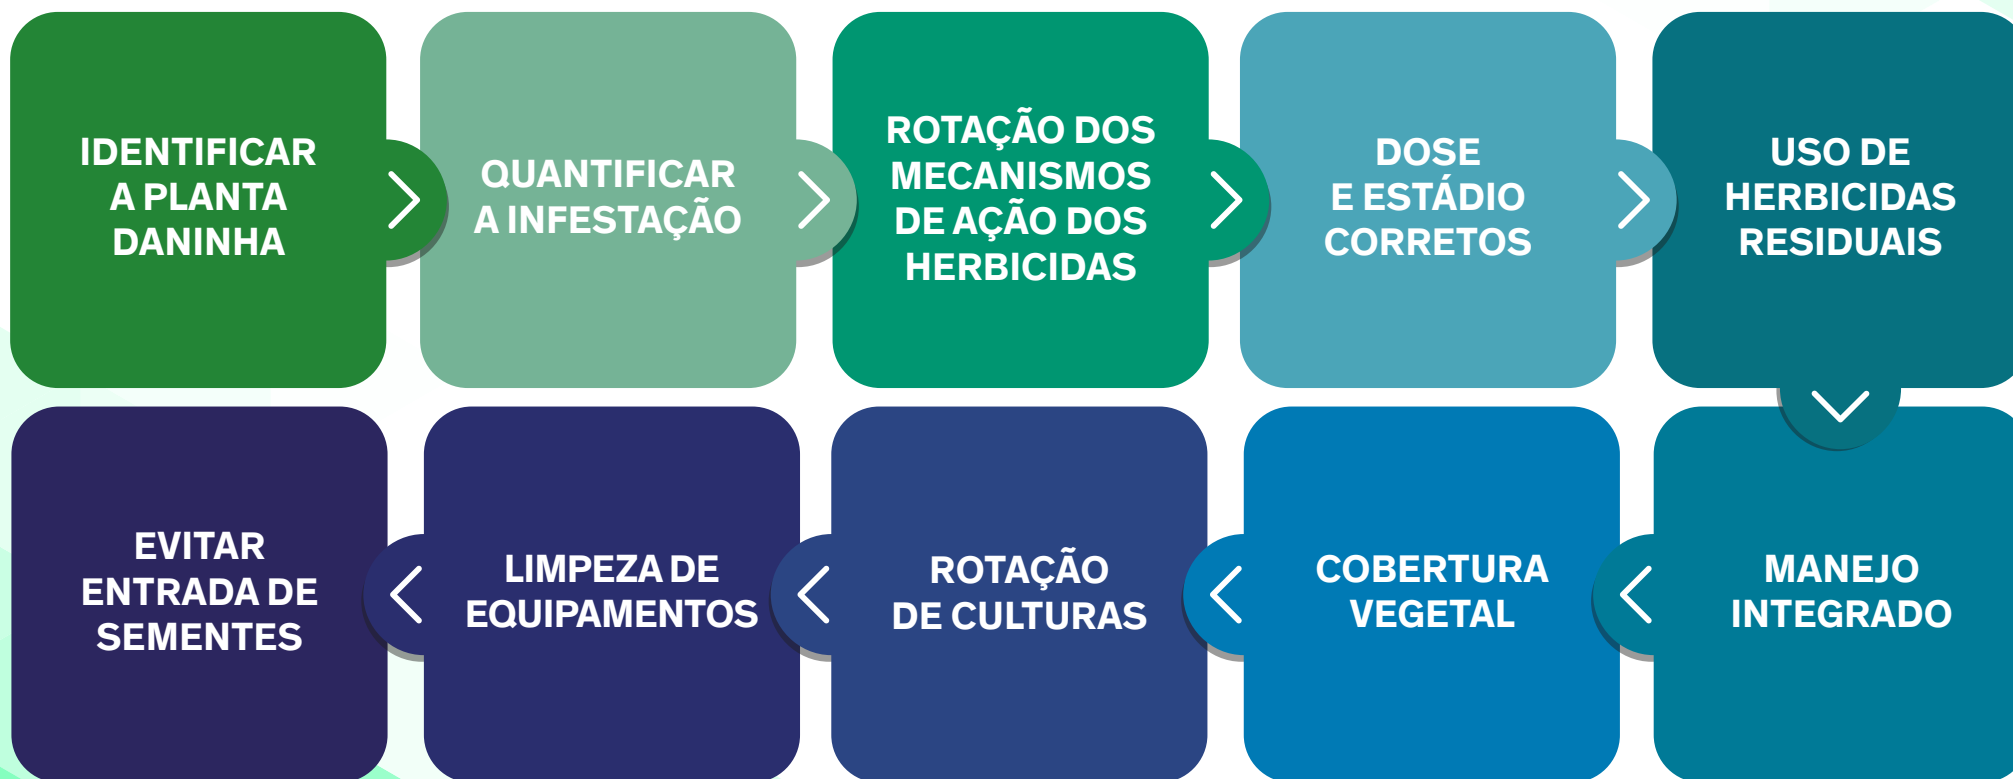 IDENTIFICAR
A PLANTA
DANINHA
QUANTIFICAR
A INFESTAÇÃO
ROTAÇÃO DOS
MECANISMOS
DE AÇÃO DOS
HERBICIDAS
DOSE
E ESTÁDIO
CORRETOS
USO DE
HERBICIDAS
RESIDUAIS
MANEJO
INTEGRADO
COBERTURA
VEGETAL
ROTAÇÃO
DE CULTURAS
LIMPEZA DE
EQUIPAMENTOS
EVITAR
ENTRADA DE
SEMENTES